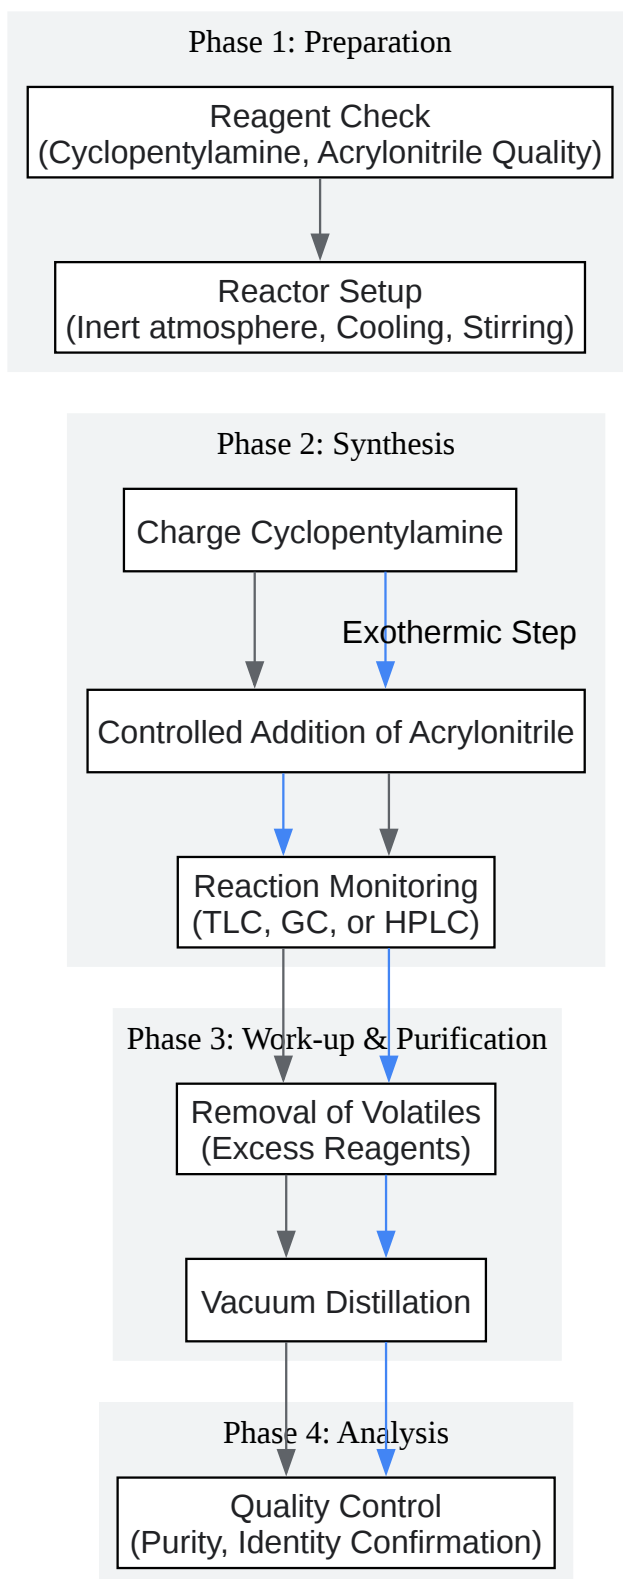 Phase 1: Preparation
Reagent Check
(Cyclopentylamine, Acrylonitrile Quality)
Reactor Setup
(Inert atmosphere, Cooling, Stirring)
Phase 2: Synthesis
Charge Cyclopentylamine
Exothermic Step
Controlled Addition of Acrylonitrile
Reaction Monitoring
(TLC, GC, or HPLC)
Phase 3: Work-up & Purification
Removal of Volatiles
(Excess Reagents)
Vacuum Distillation
Phase 4: Analysis
Quality Control
(Purity, Identity Confirmation)